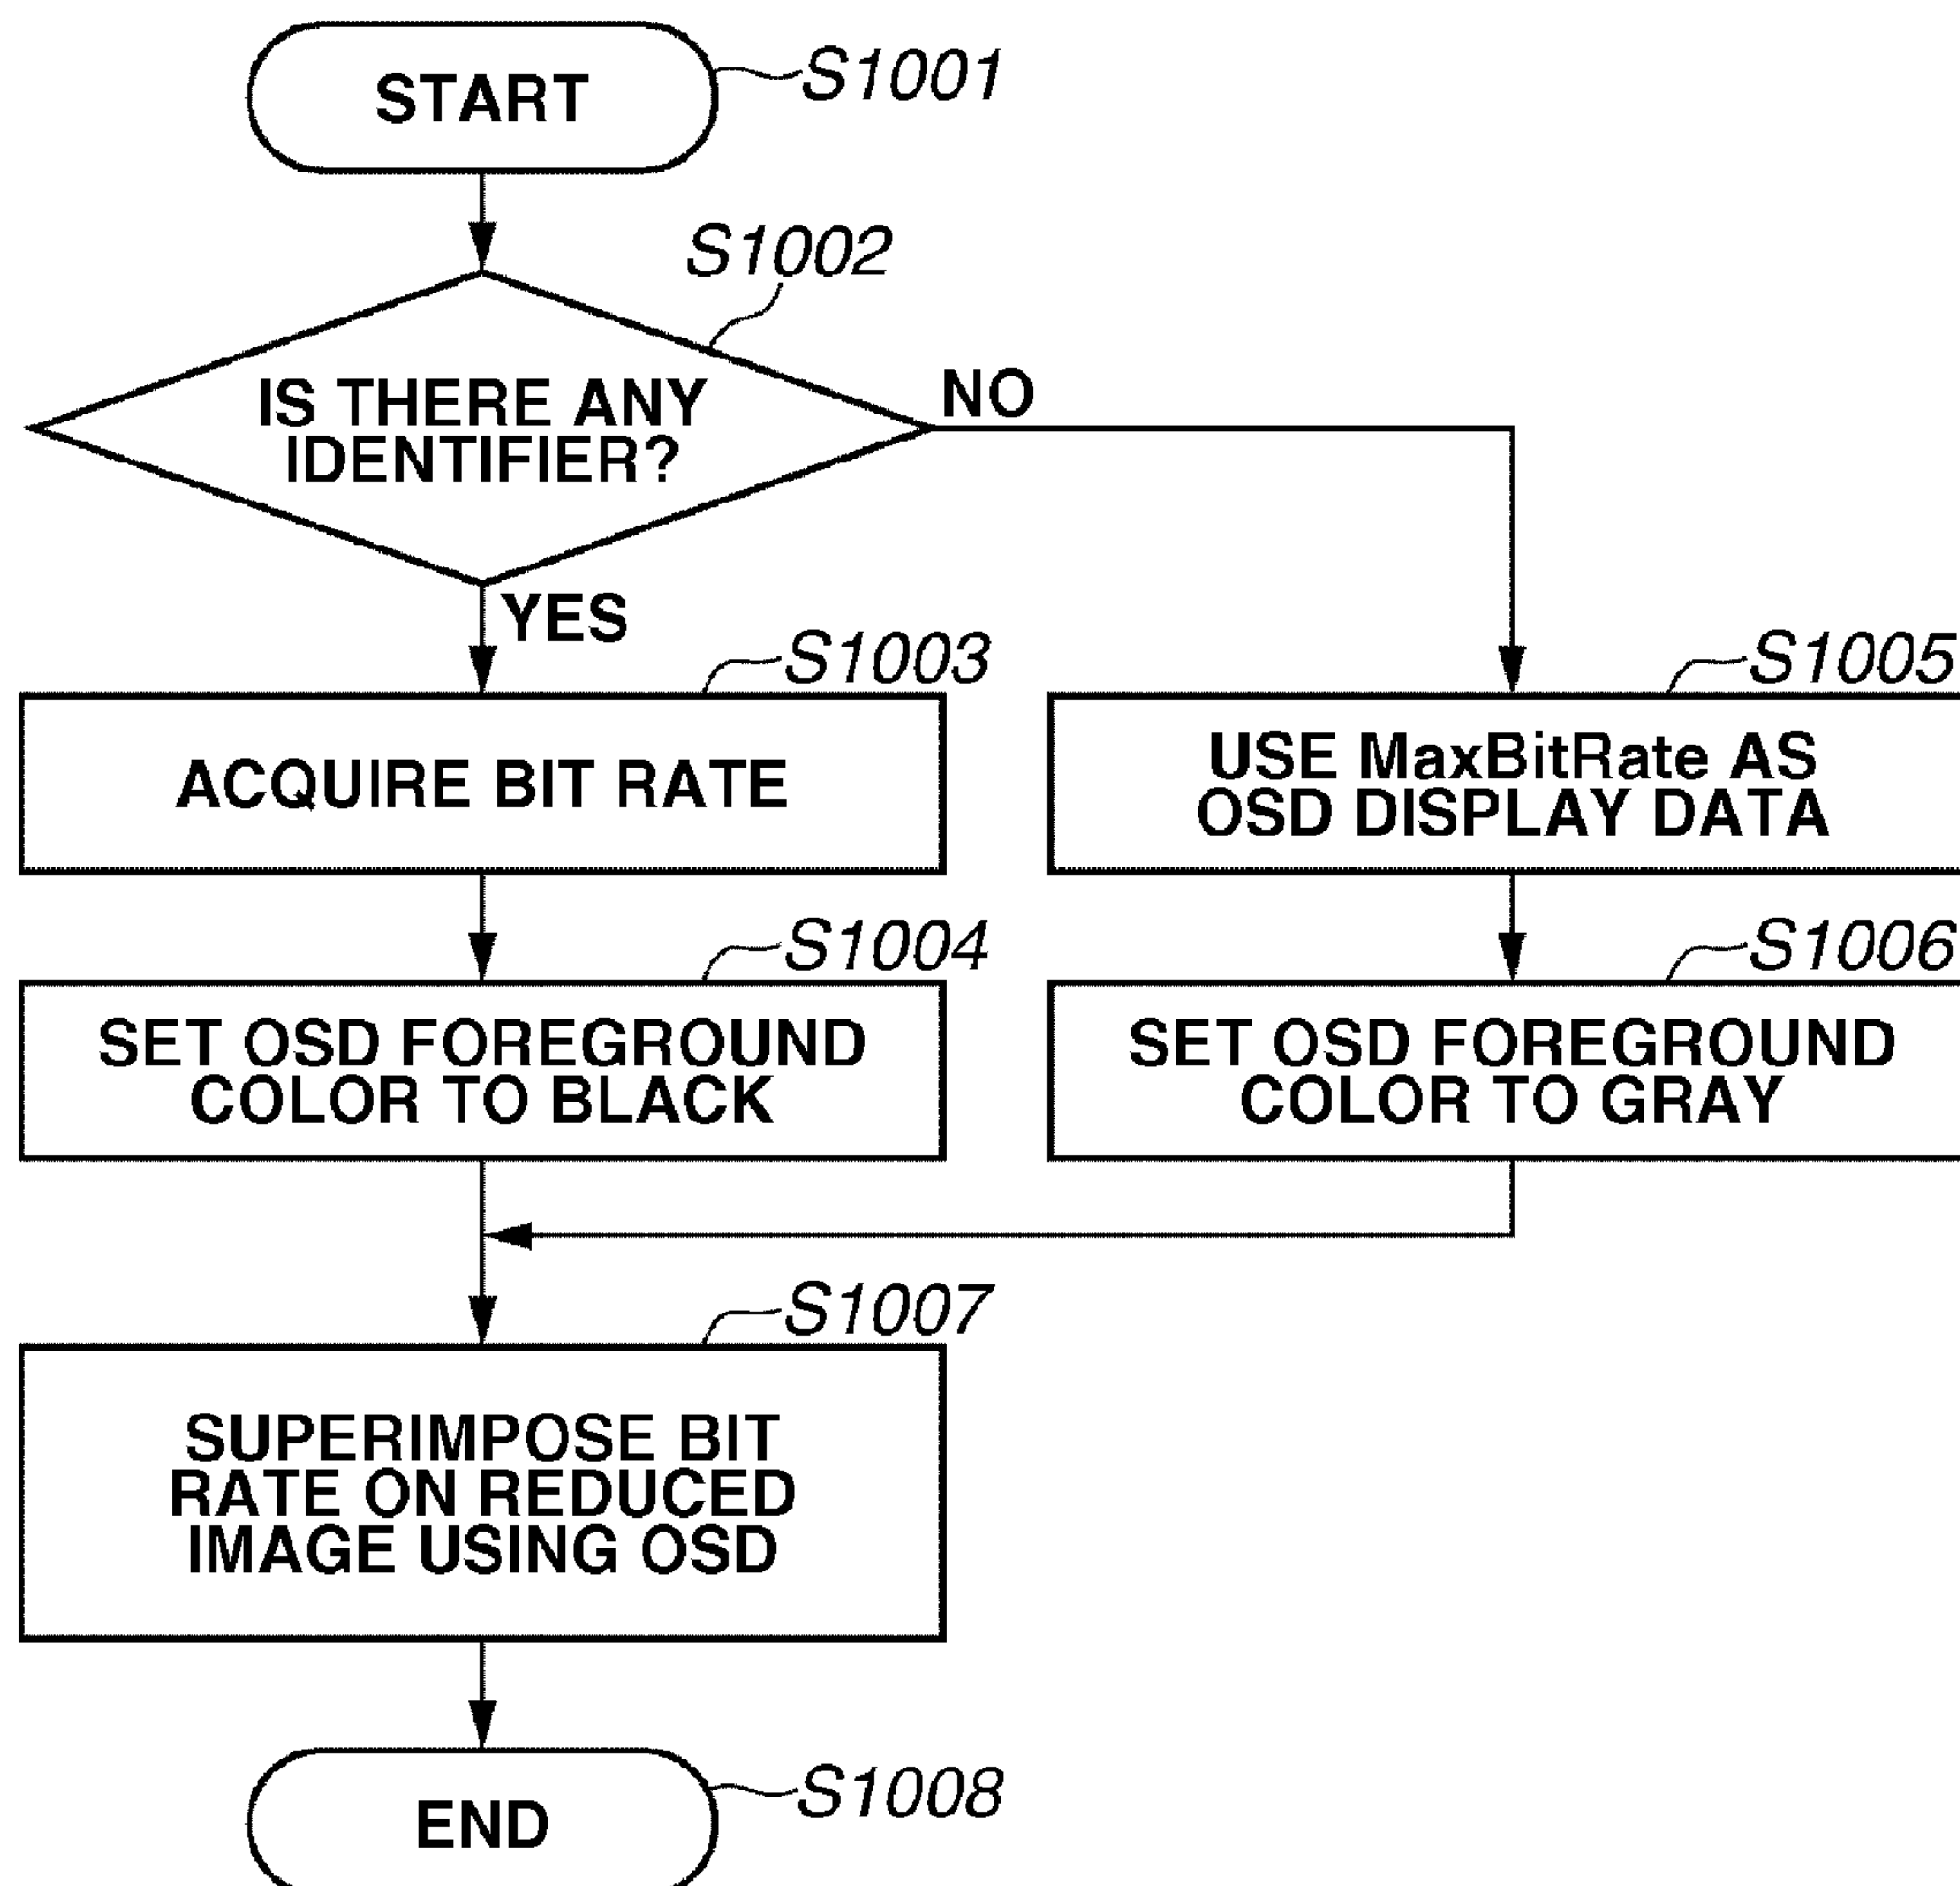 START
S1001
S1002
IS THERE ANY
IDENTIFIER?
NO
YES
S1003
ACQUIRE BIT RATE
S1005
USE MaxBitRate AS
OSD DISPLAY DATA
S1004
SET OSD FOREGROUND
COLOR TO BLACK
S1006
SET OSD FOREGROUND
COLOR TO GRAY
S1007
SUPERIMPOSE BIT
RATE ON REDUCED
IMAGE USING OSD
END
S1008